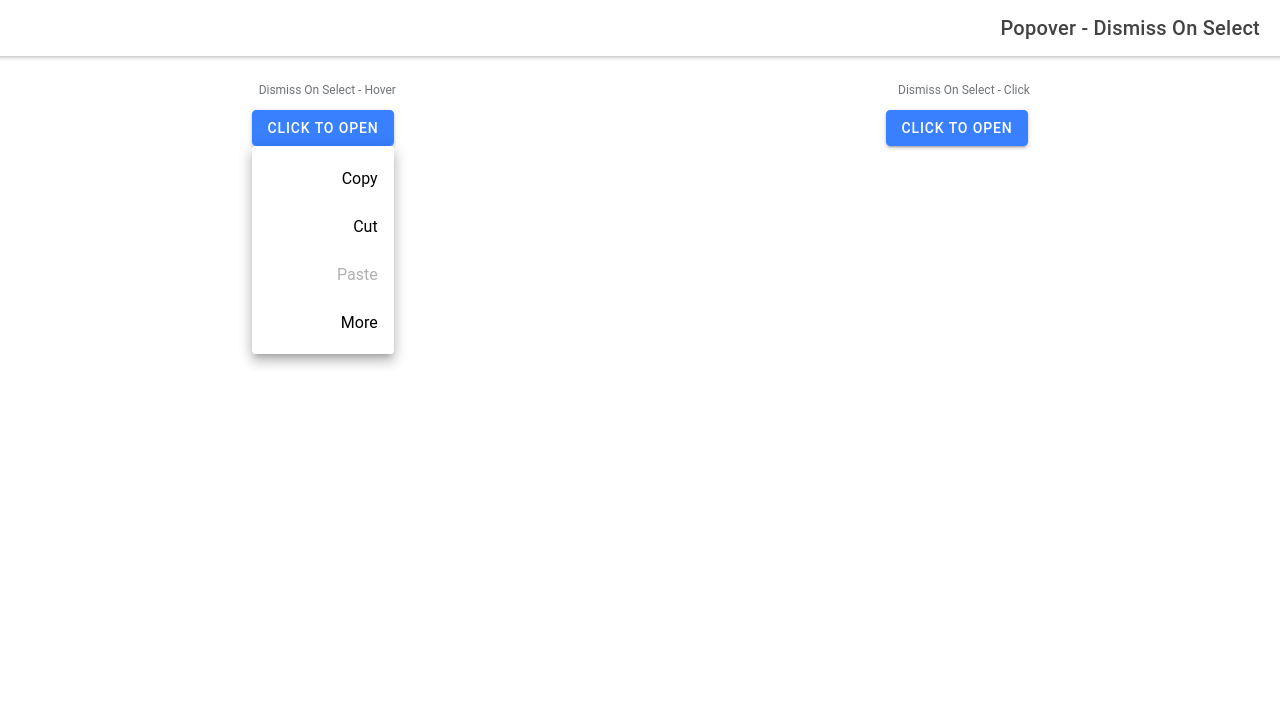 Popover - Dismiss On Select
Dismiss On Select - Hover
CLICK TO OPEN
Copy
Cut
Paste
More
Dismiss On Select - Click
CLICK TO OPEN